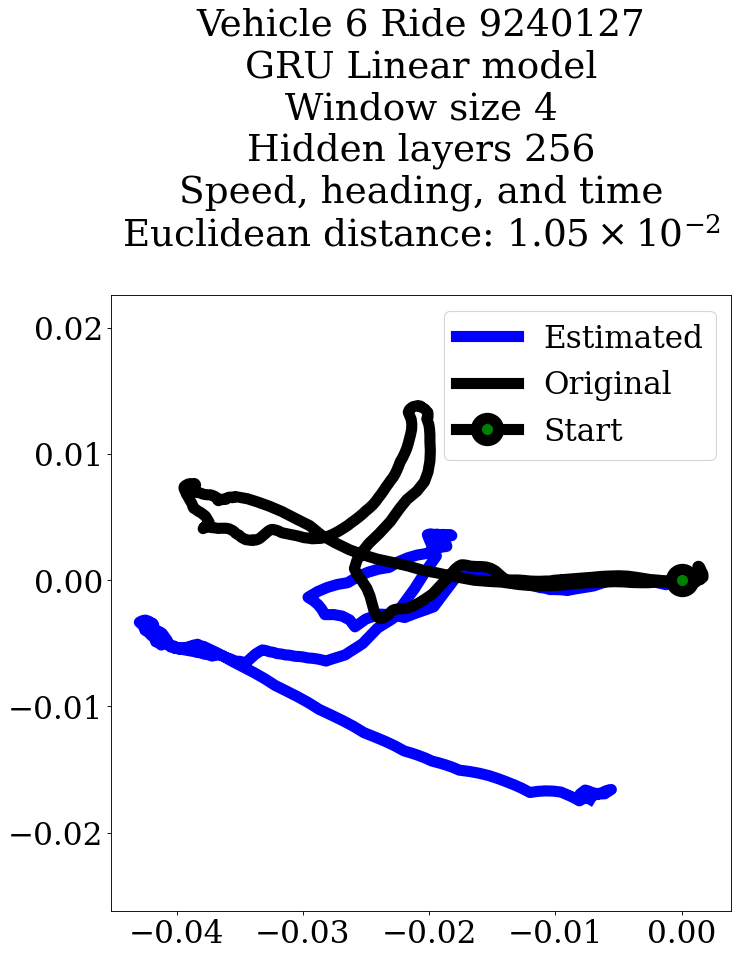 Vehicle 6 Ride 9240127
GRU Linear model
Window size 4
Hidden layers 256
Speed, heading, and time
Euclidean distance: 1.05 × 10⁻²
Estimated
Original
Start
0.02
0.01
0.00
−0.01
−0.02
−0.04 −0.03 −0.02 −0.01 0.00